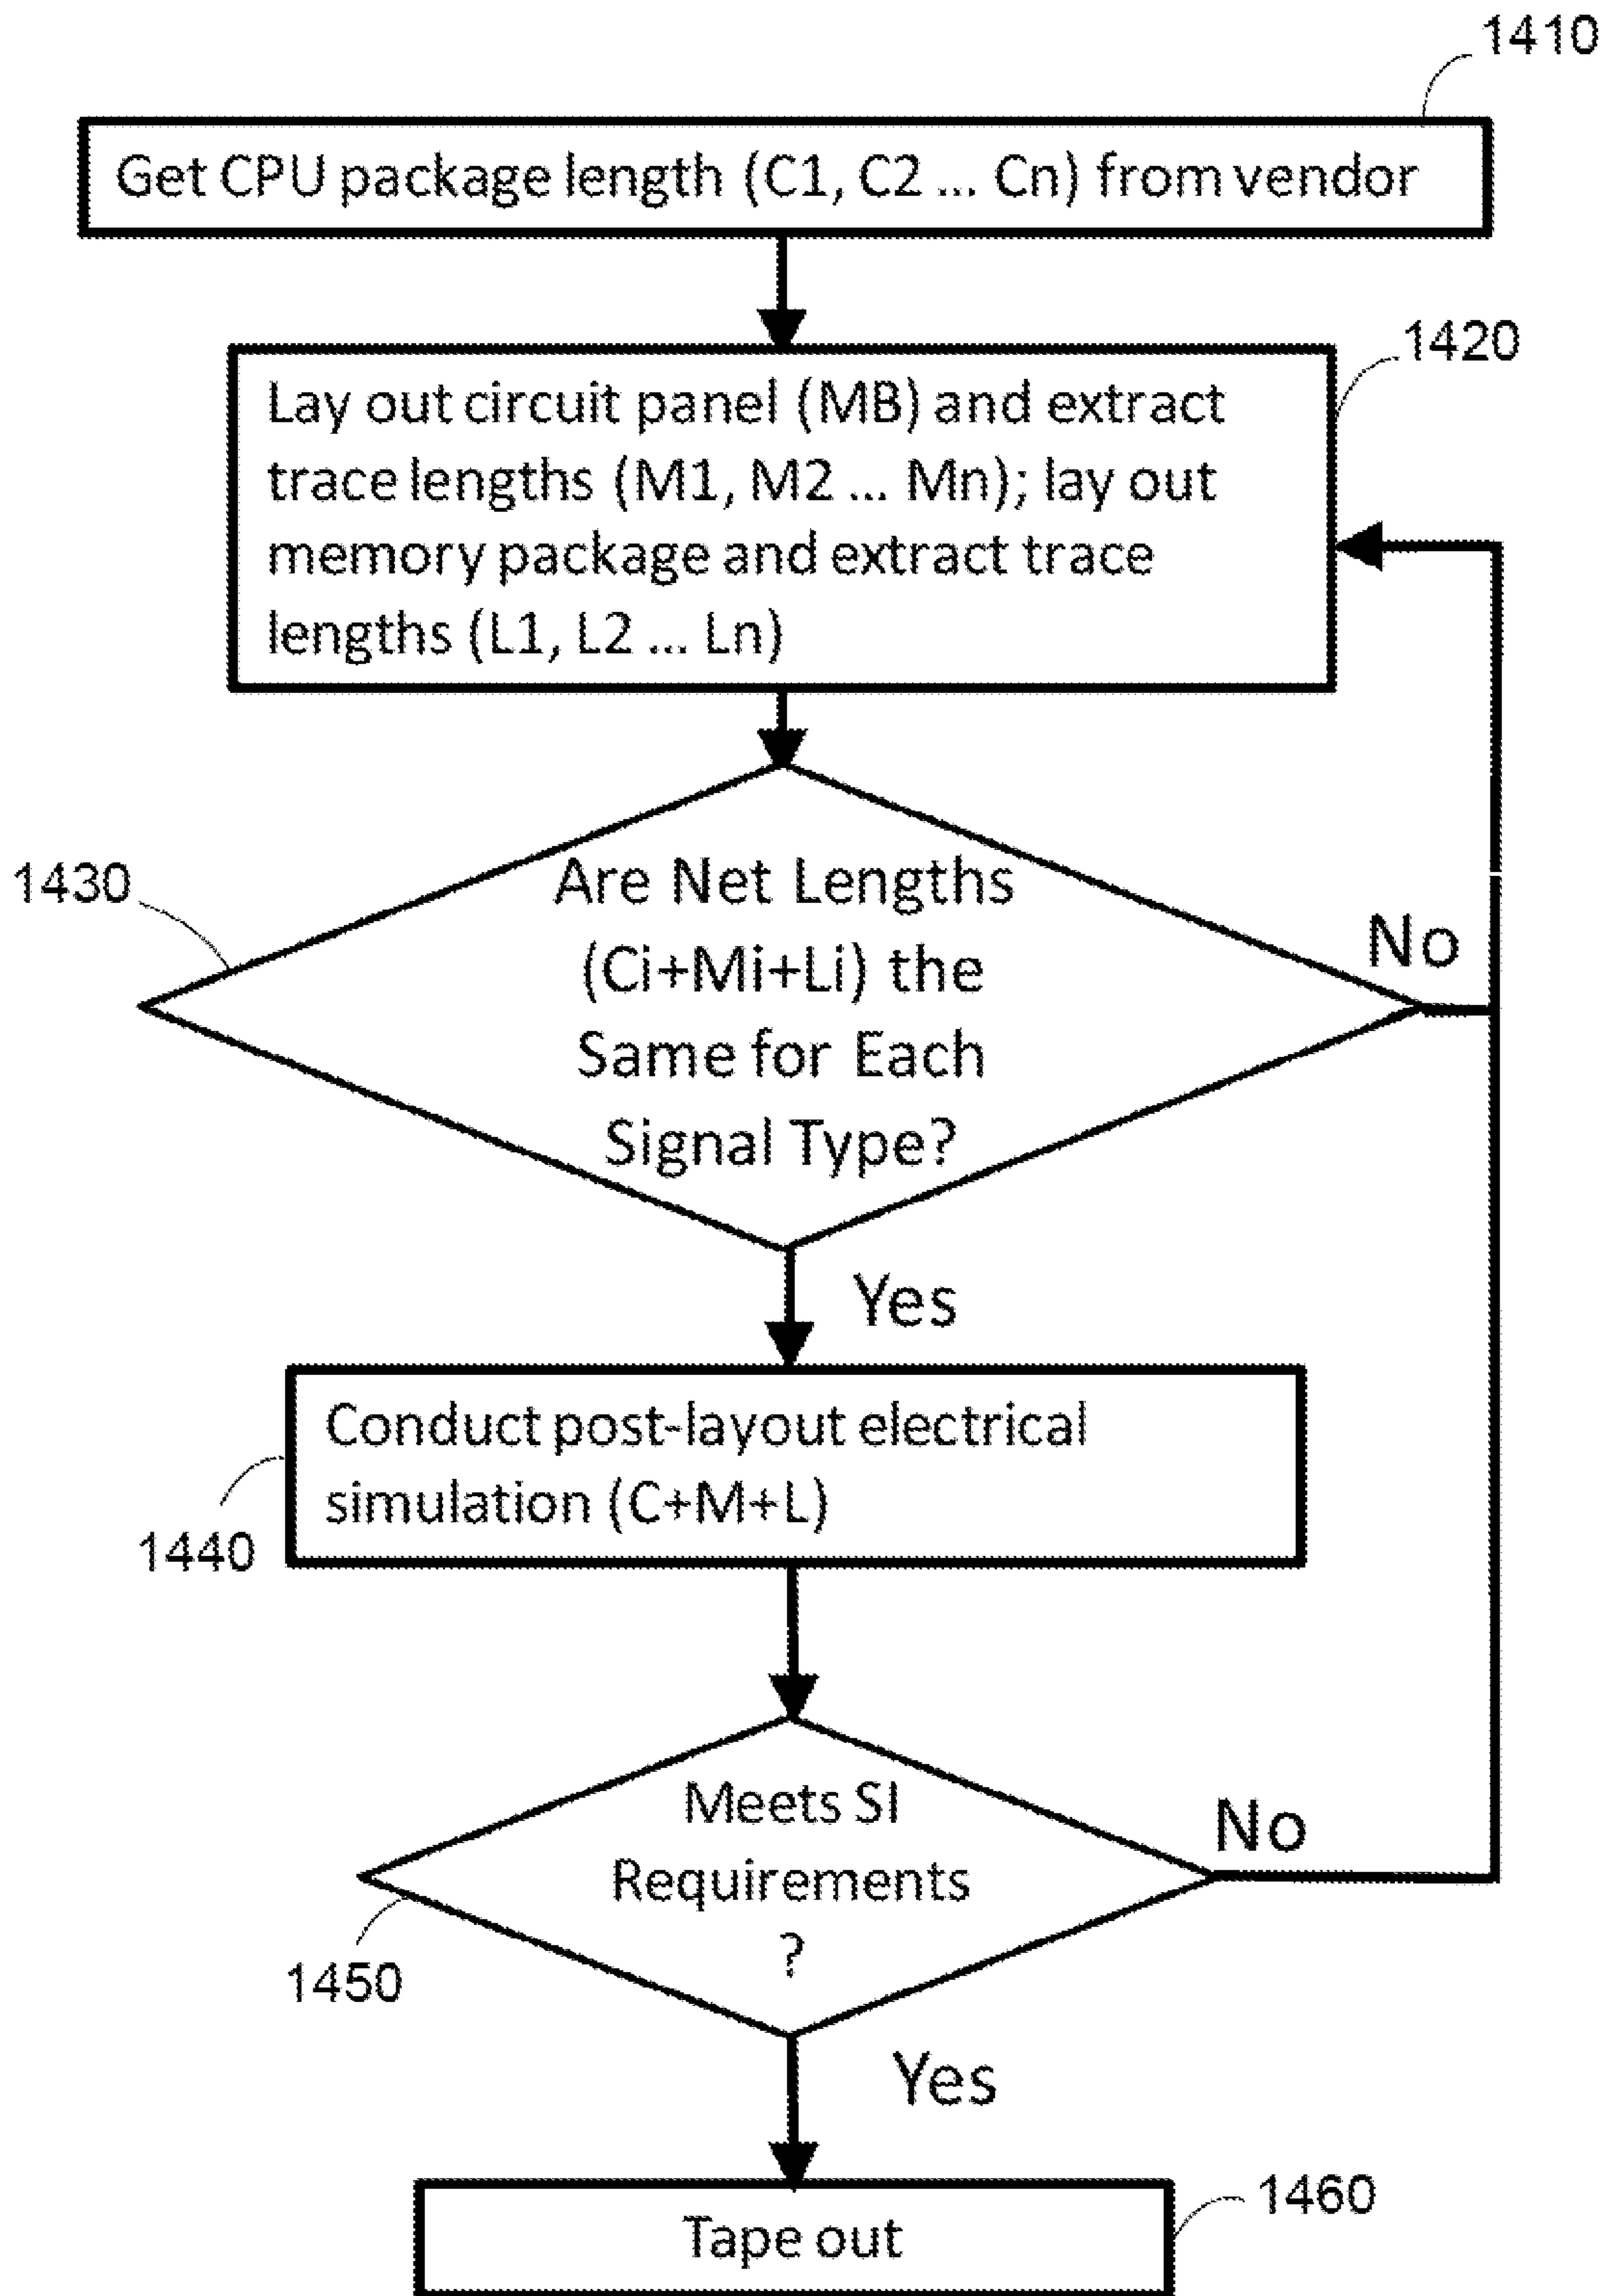 1410
Get CPU package length (C1, C2 ... Cn) from vendor
1420
Lay out circuit panel (MB) and extract
trace lengths (M1, M2 ... Mn); lay out
memory package and extract trace
lengths (L1, L2 ... Ln)
1430
Are Net Lengths
(Ci+Mi+Li) the
Same for Each
Signal Type?
No
Yes
Conduct post-layout electrical
simulation (C+M+L)
1440
Meets SI
Requirements
?
No
1450
Yes
1460
Tape out